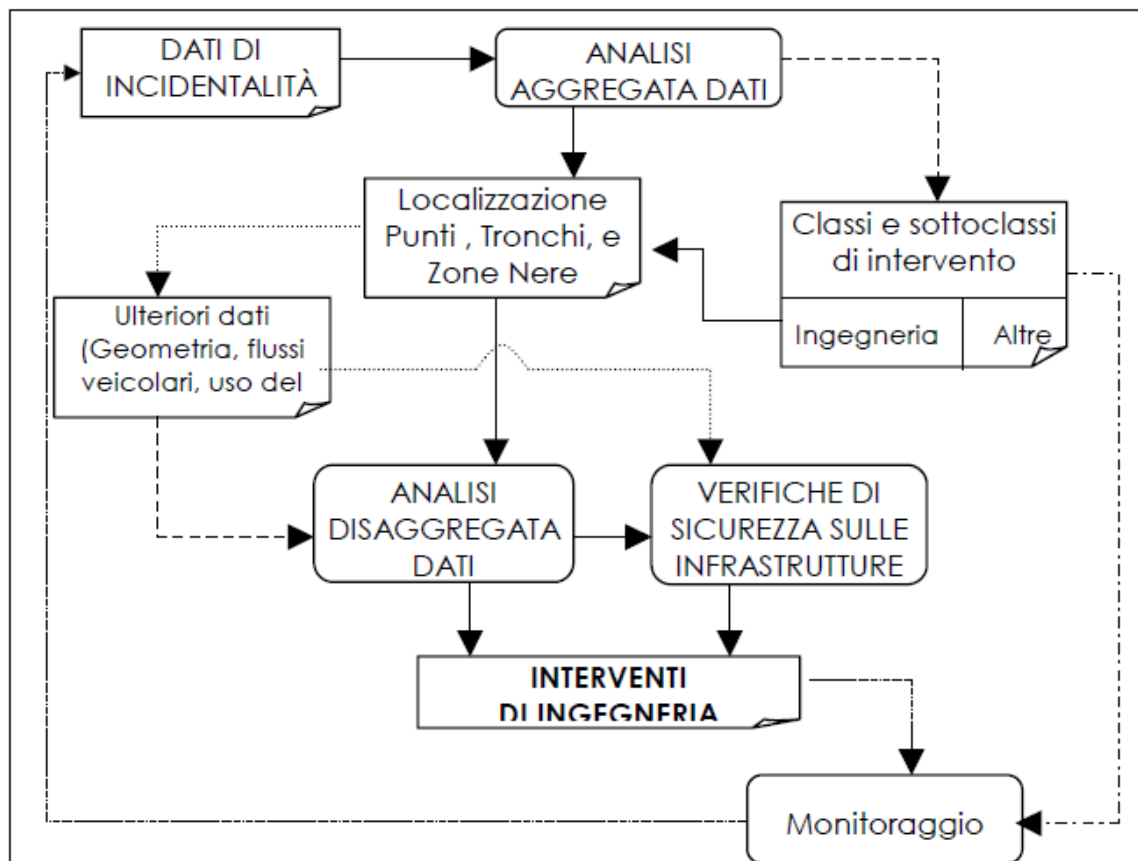 DATI DI
INCIDENTALITÀ
ANALISI
AGGREGATA DATI
Localizzazione
Punti , Tronchi, e
Zone Nere
Classi e sottoclassi
di intervento
Ingegneria
Altre
Ulteriori dati
(Geometria, flussi
veicolari, uso del
ANALISI
DISAGGREGATA
DATI
VERIFICHE DI
SICUREZZA SULLE
INFRASTRUTTURE
INTERVENTI
DI INGEGNERIA
Monitoraggio